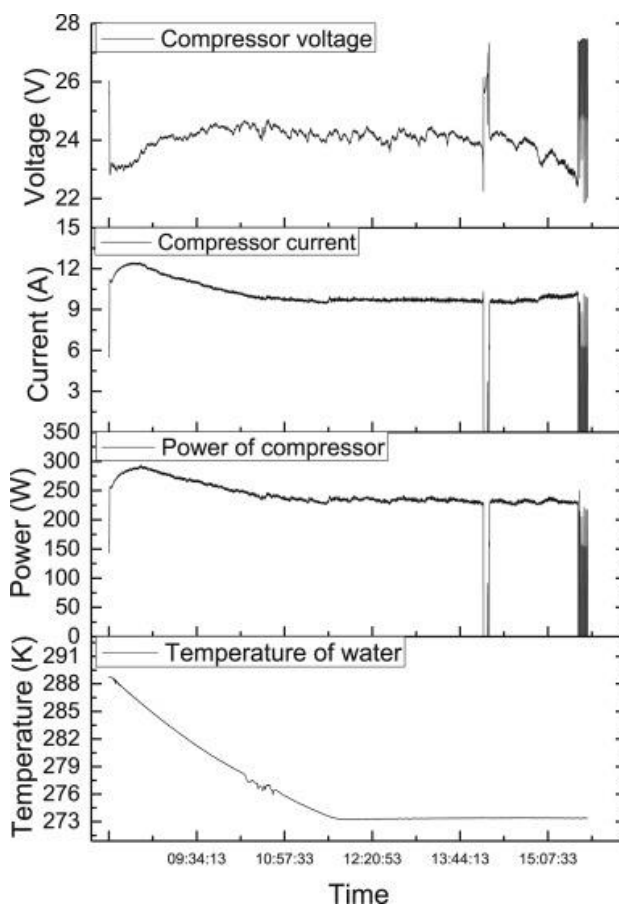 28
Compressor voltage
26
24
22
Voltage (V)
15
Compressor current
12
9
6
3
Current (A)
350
Power of compressor
300
250
200
150
100
50
0
Power (W)
291
Temperature of water
288
285
282
279
276
273
Temperature (K)
09:34:13 10:57:33 12:20:53 13:44:13 15:07:33
Time